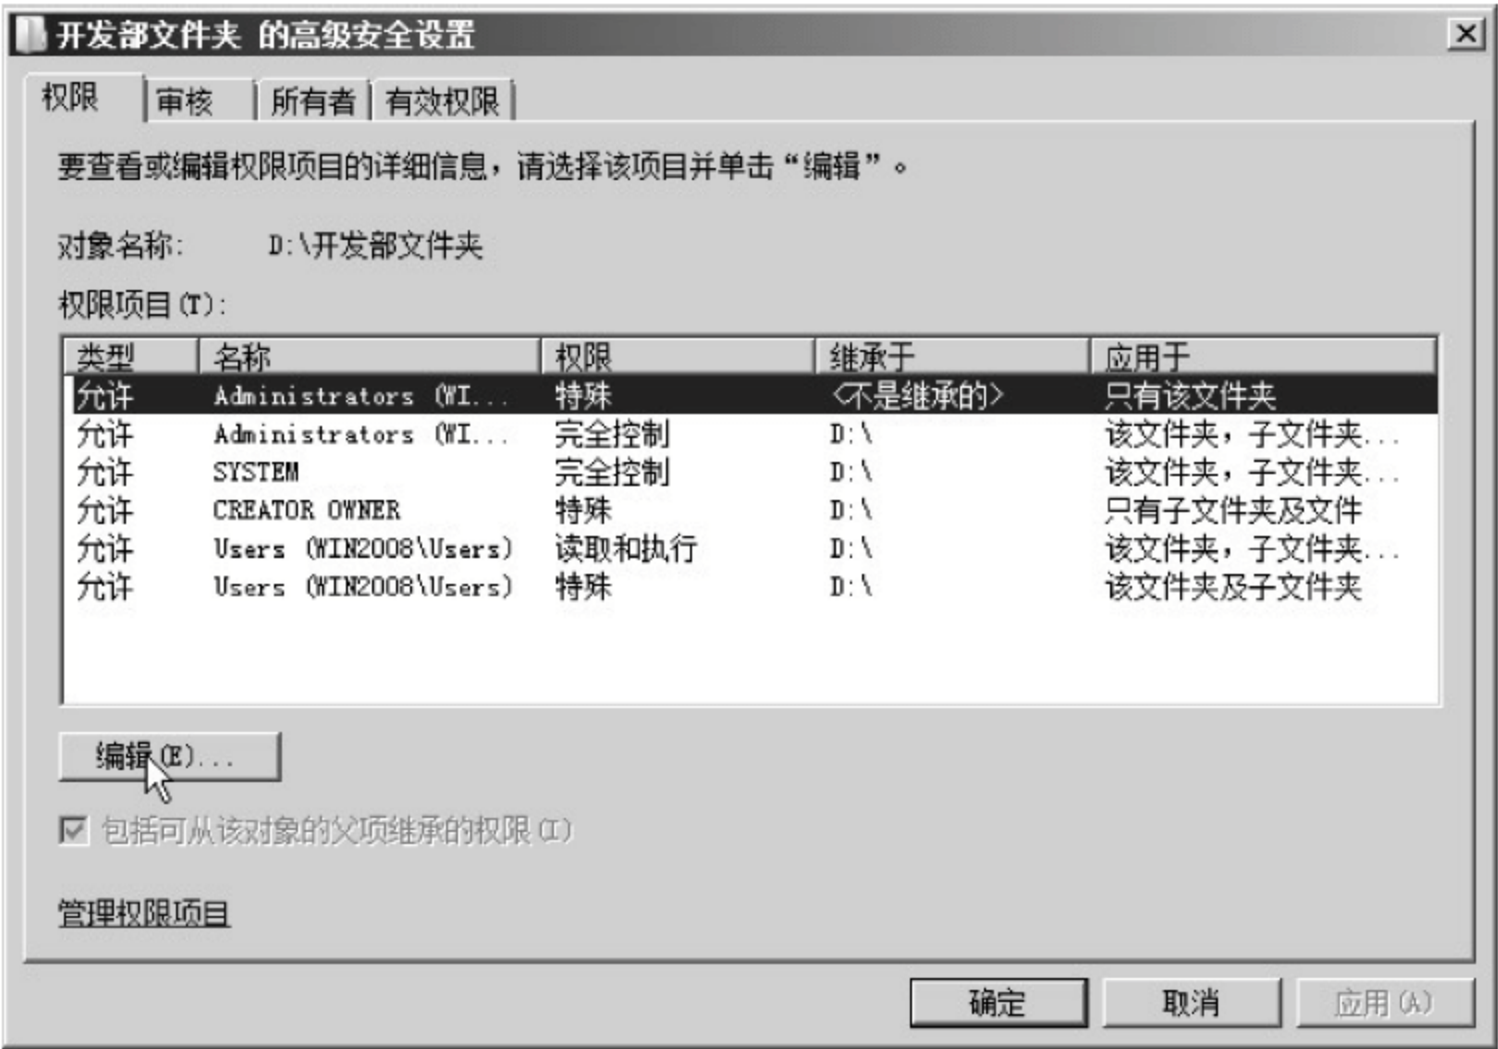 开发部文件夹 的高级安全设置
权限 审核 所有者 有效权限
要查看或编辑权限项目的详细信息，请选择该项目并单击“编辑”。
对象名称: D:\开发部文件夹
权限项目(T):
类型 名称 权限 继承于 应用于
允许 Administrators (WI... 特殊 <不是继承的> 只有该文件夹
允许 Administrators (WI... 完全控制 D:\ 该文件夹，子文件夹...
允许 SYSTEM 完全控制 D:\ 该文件夹，子文件夹...
允许 CREATOR OWNER 特殊 D:\ 只有子文件夹及文件
允许 Users (WIN2008\Users) 读取和执行 D:\ 该文件夹，子文件夹...
允许 Users (WIN2008\Users) 特殊 D:\ 该文件夹及子文件夹
编辑(E)...
包括可从该对象的父项继承的权限(I)
管理权限项目
确定 取消 应用(A)